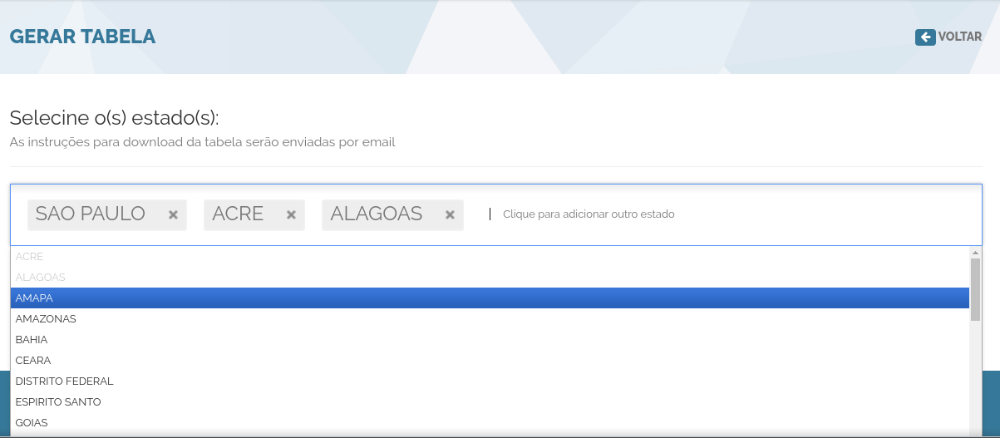 GERAR TABELA
VOLTAR
Selecine o(s) estado(s):
As instruções para download da tabela serão enviadas por email
SAO PAULO ACRE ALAGOAS Clique para adicionar outro estado
ACRE
ALAGOAS
AMAPA
AMAZONAS
BAHIA
CEARA
DISTRITO FEDERAL
ESPIRITO SANTO
GOIAS